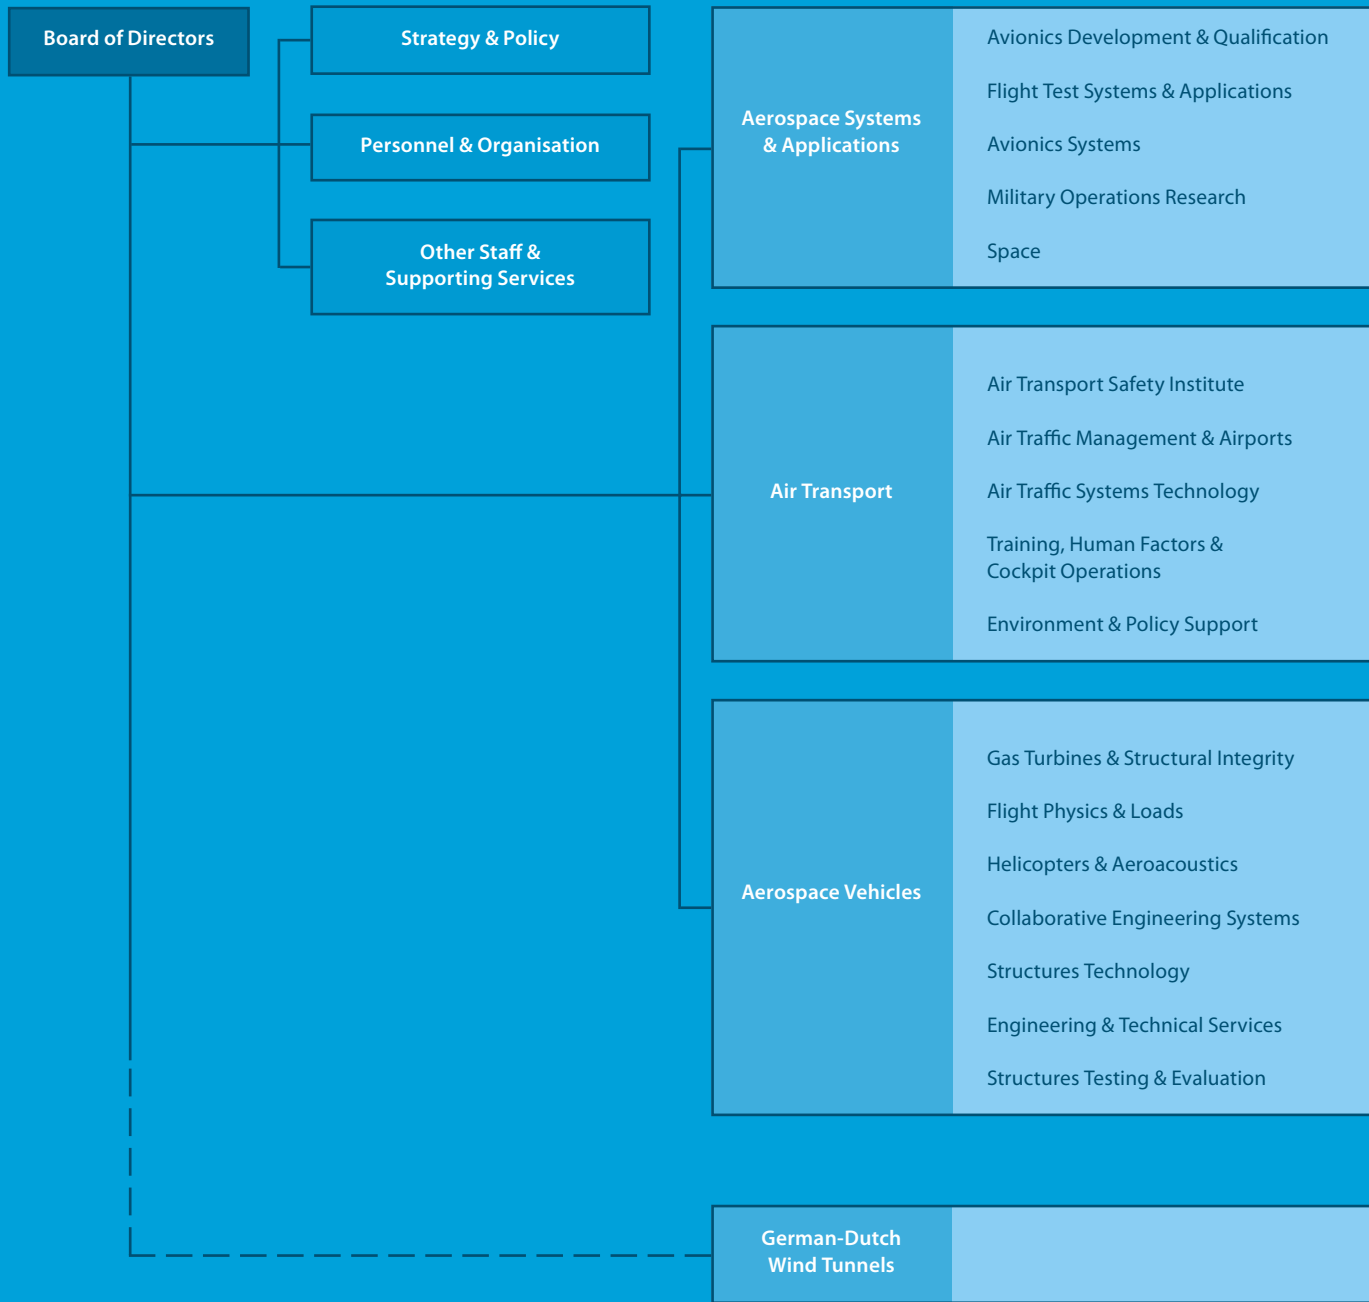 Board of Directors
Strategy & Policy
Personnel & Organisation
Other Staff &
Supporting Services
Aerospace Systems
& Applications
Avionics Development & Qualification
Flight Test Systems & Applications
Avionics Systems
Military Operations Research
Space
Air Transport
Air Transport Safety Institute
Air Traffic Management & Airports
Air Traffic Systems Technology
Training, Human Factors &
Cockpit Operations
Environment & Policy Support
Aerospace Vehicles
Gas Turbines & Structural Integrity
Flight Physics & Loads
Helicopters & Aeroacoustics
Collaborative Engineering Systems
Structures Technology
Engineering & Technical Services
Structures Testing & Evaluation
German-Dutch
Wind Tunnels